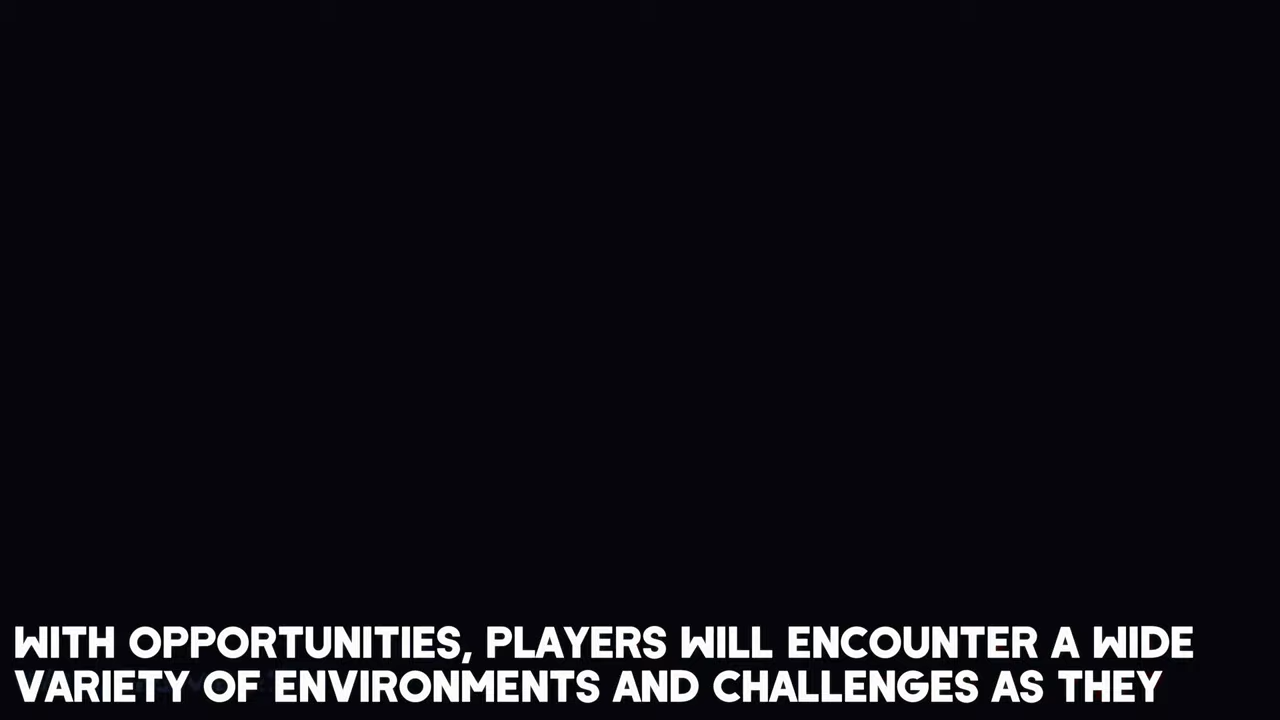 WITH OPPORTUNITIES, PLAYERS WILL ENCOUNTER A WIDE
VARIETY OF ENVIRONMENTS AND CHALLENGES AS THEY